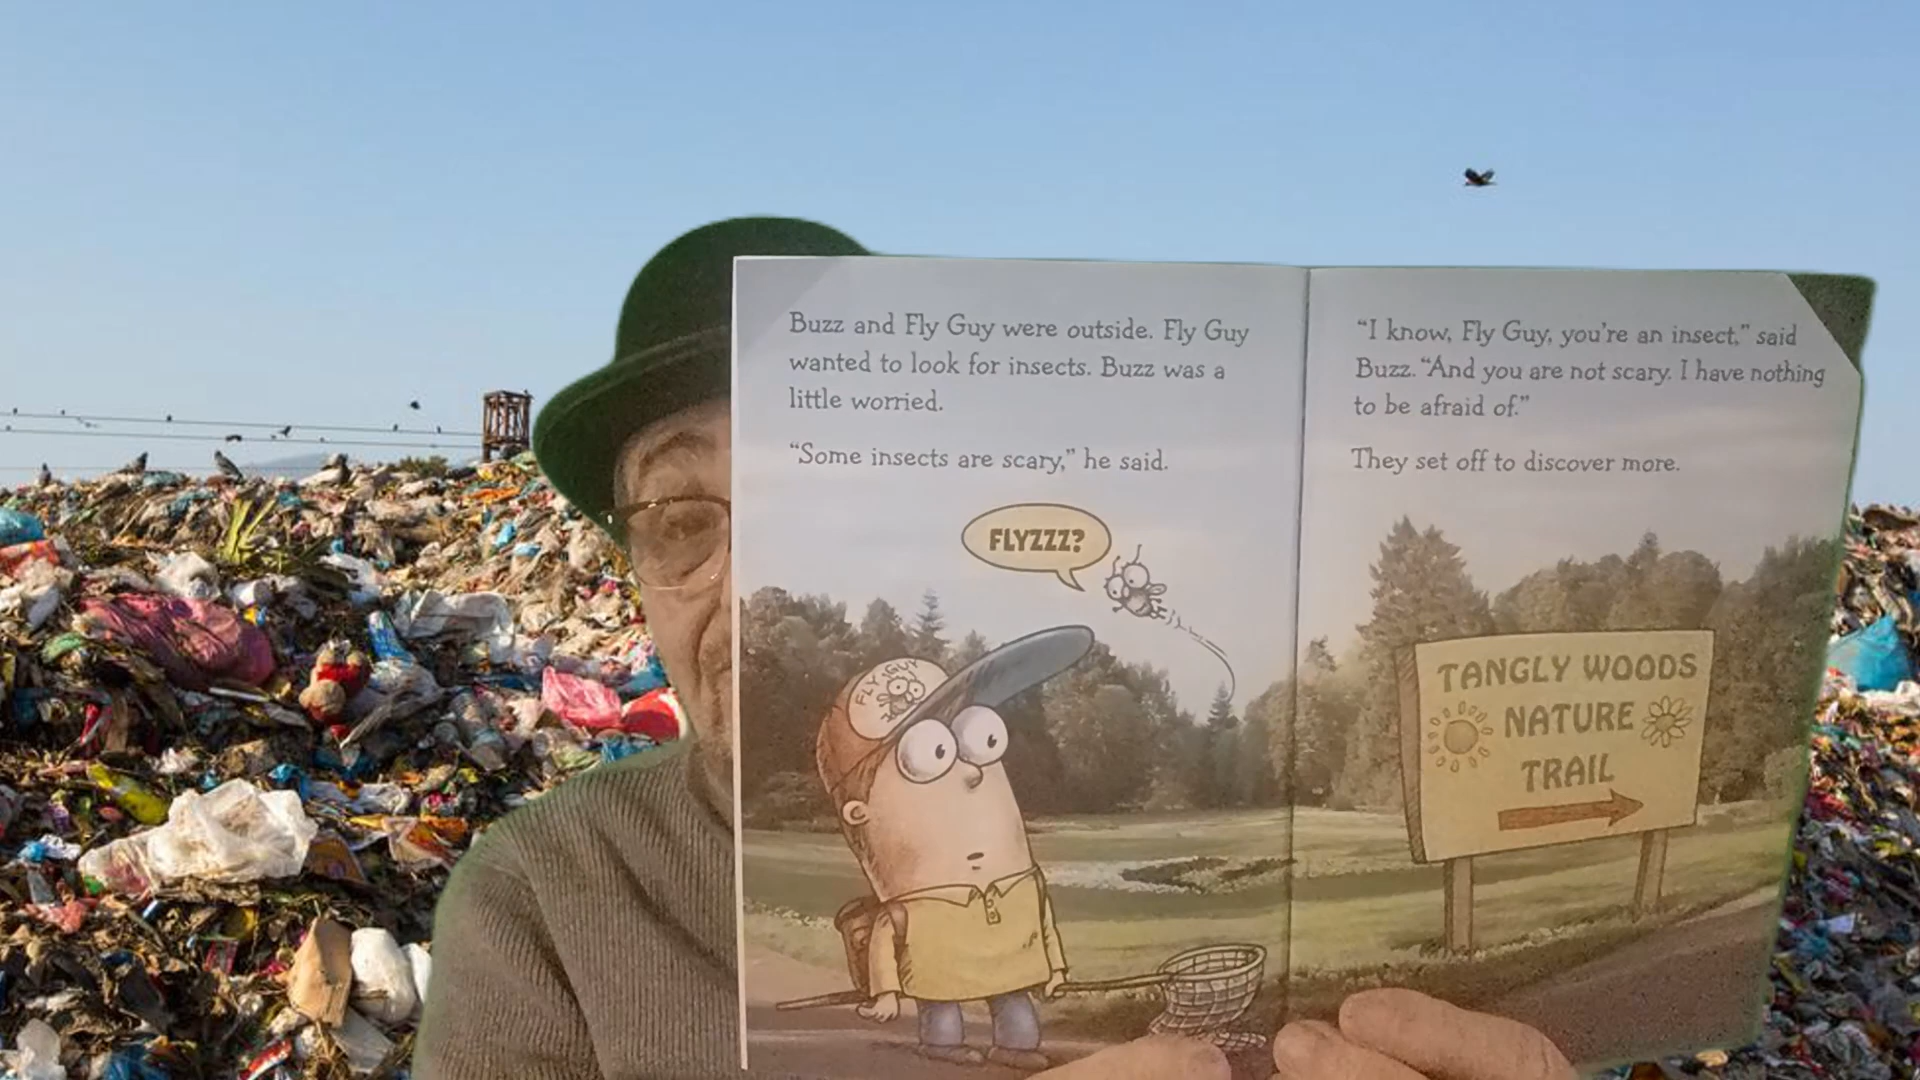 Buzz and Fly Guy were outside. Fly Guy
wanted to look for insects. Buzz was a
little worried.
“Some insects are scary,” he said.
FLYZZZ?
FLY GUY
“I know, Fly Guy, you’re an insect,” said
Buzz. “And you are not scary. I have nothing
to be afraid of.”
They set off to discover more.
TANGLY WOODS
NATURE
TRAIL